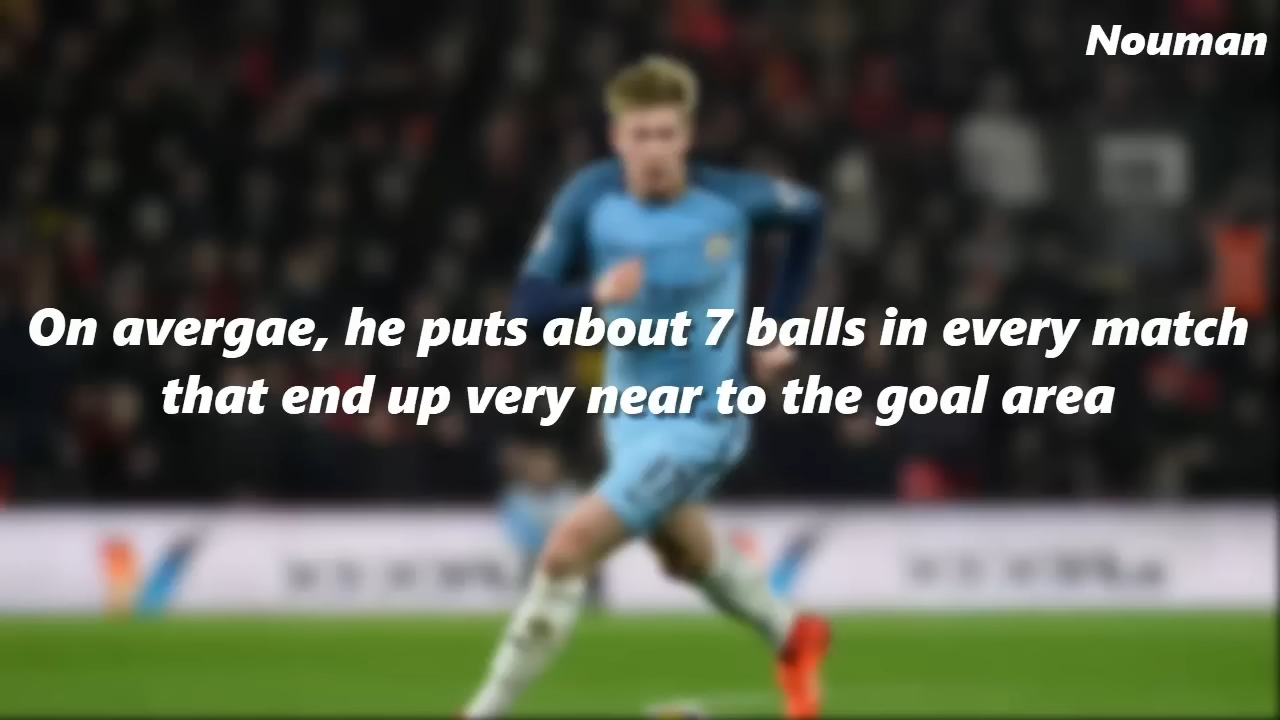 Nouman
On avergae, he puts about 7 balls in every match
that end up very near to the goal area